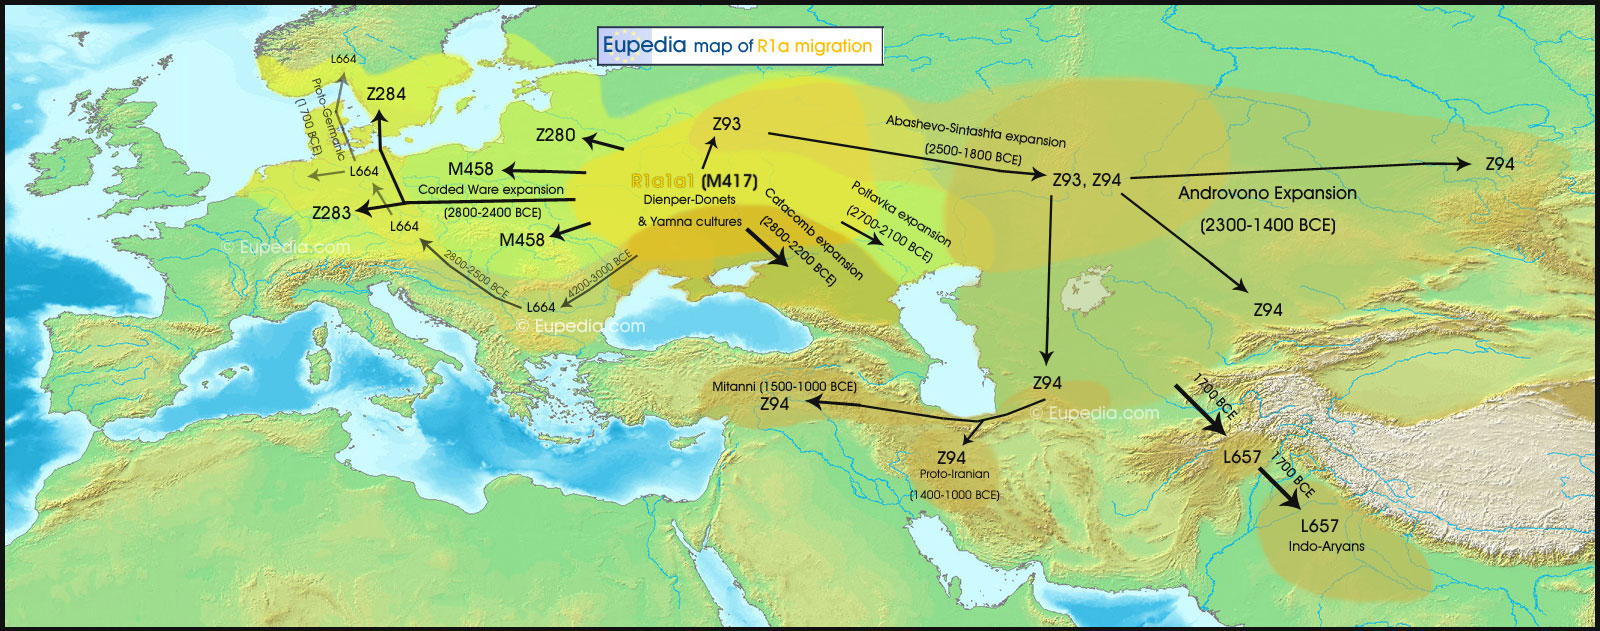 Eupedia map of R1a migration
L664
Proto-Germanic
(1700 BCE)
Z284
Z280
Z93
Abashevo-Sintashta expansion
(2500-1800 BCE)
Z94
M458
L664
R1a1a1 (M417)
Z93, Z94
Corded Ware expansion
(2800-2400 BCE)
Dienper-Donets
& Yamna cultures
Catacomb expansion
(2800-2200 BCE)
Poltavka expansion
(2700-2100 BCE)
Androvono Expansion
(2300-1400 BCE)
Z283
L664
M458
© Eupedia.com
2800-2500 BCE
4200-3000 BCE
L664
© Eupedia.com
Z94
Z94
Mitanni (1500-1000 BCE)
Z94
© Eupedia.com
1700 BCE
L657
1700 BCE
Z94
Proto-Iranian
(1400-1000 BCE)
L657
Indo-Aryans